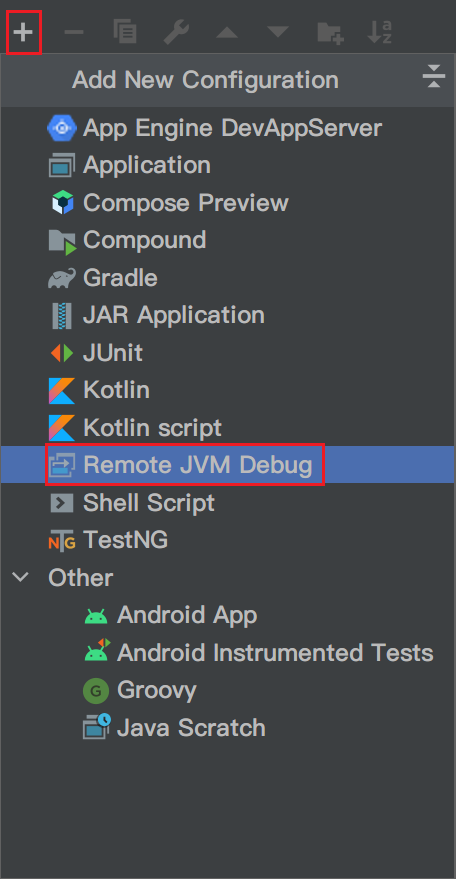 Add New Configuration
App Engine DevAppServer
Application
Compose Preview
Compound
Gradle
JAR Application
JUnit
Kotlin
Kotlin script
Remote JVM Debug
Shell Script
TestNG
Other
Android App
Android Instrumented Tests
Groovy
Java Scratch